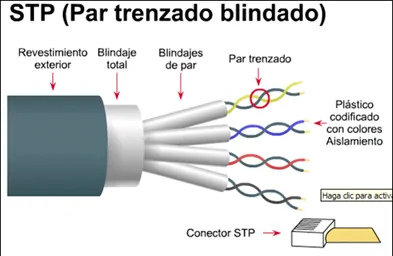 STP (Par trenzado blindado)
Revestimiento
exterior
Blindaje
total
Blindajes
de par
Par trenzado
Plástico
codificado
con colores
Aislamiento
Haga clic para activa
Conector STP